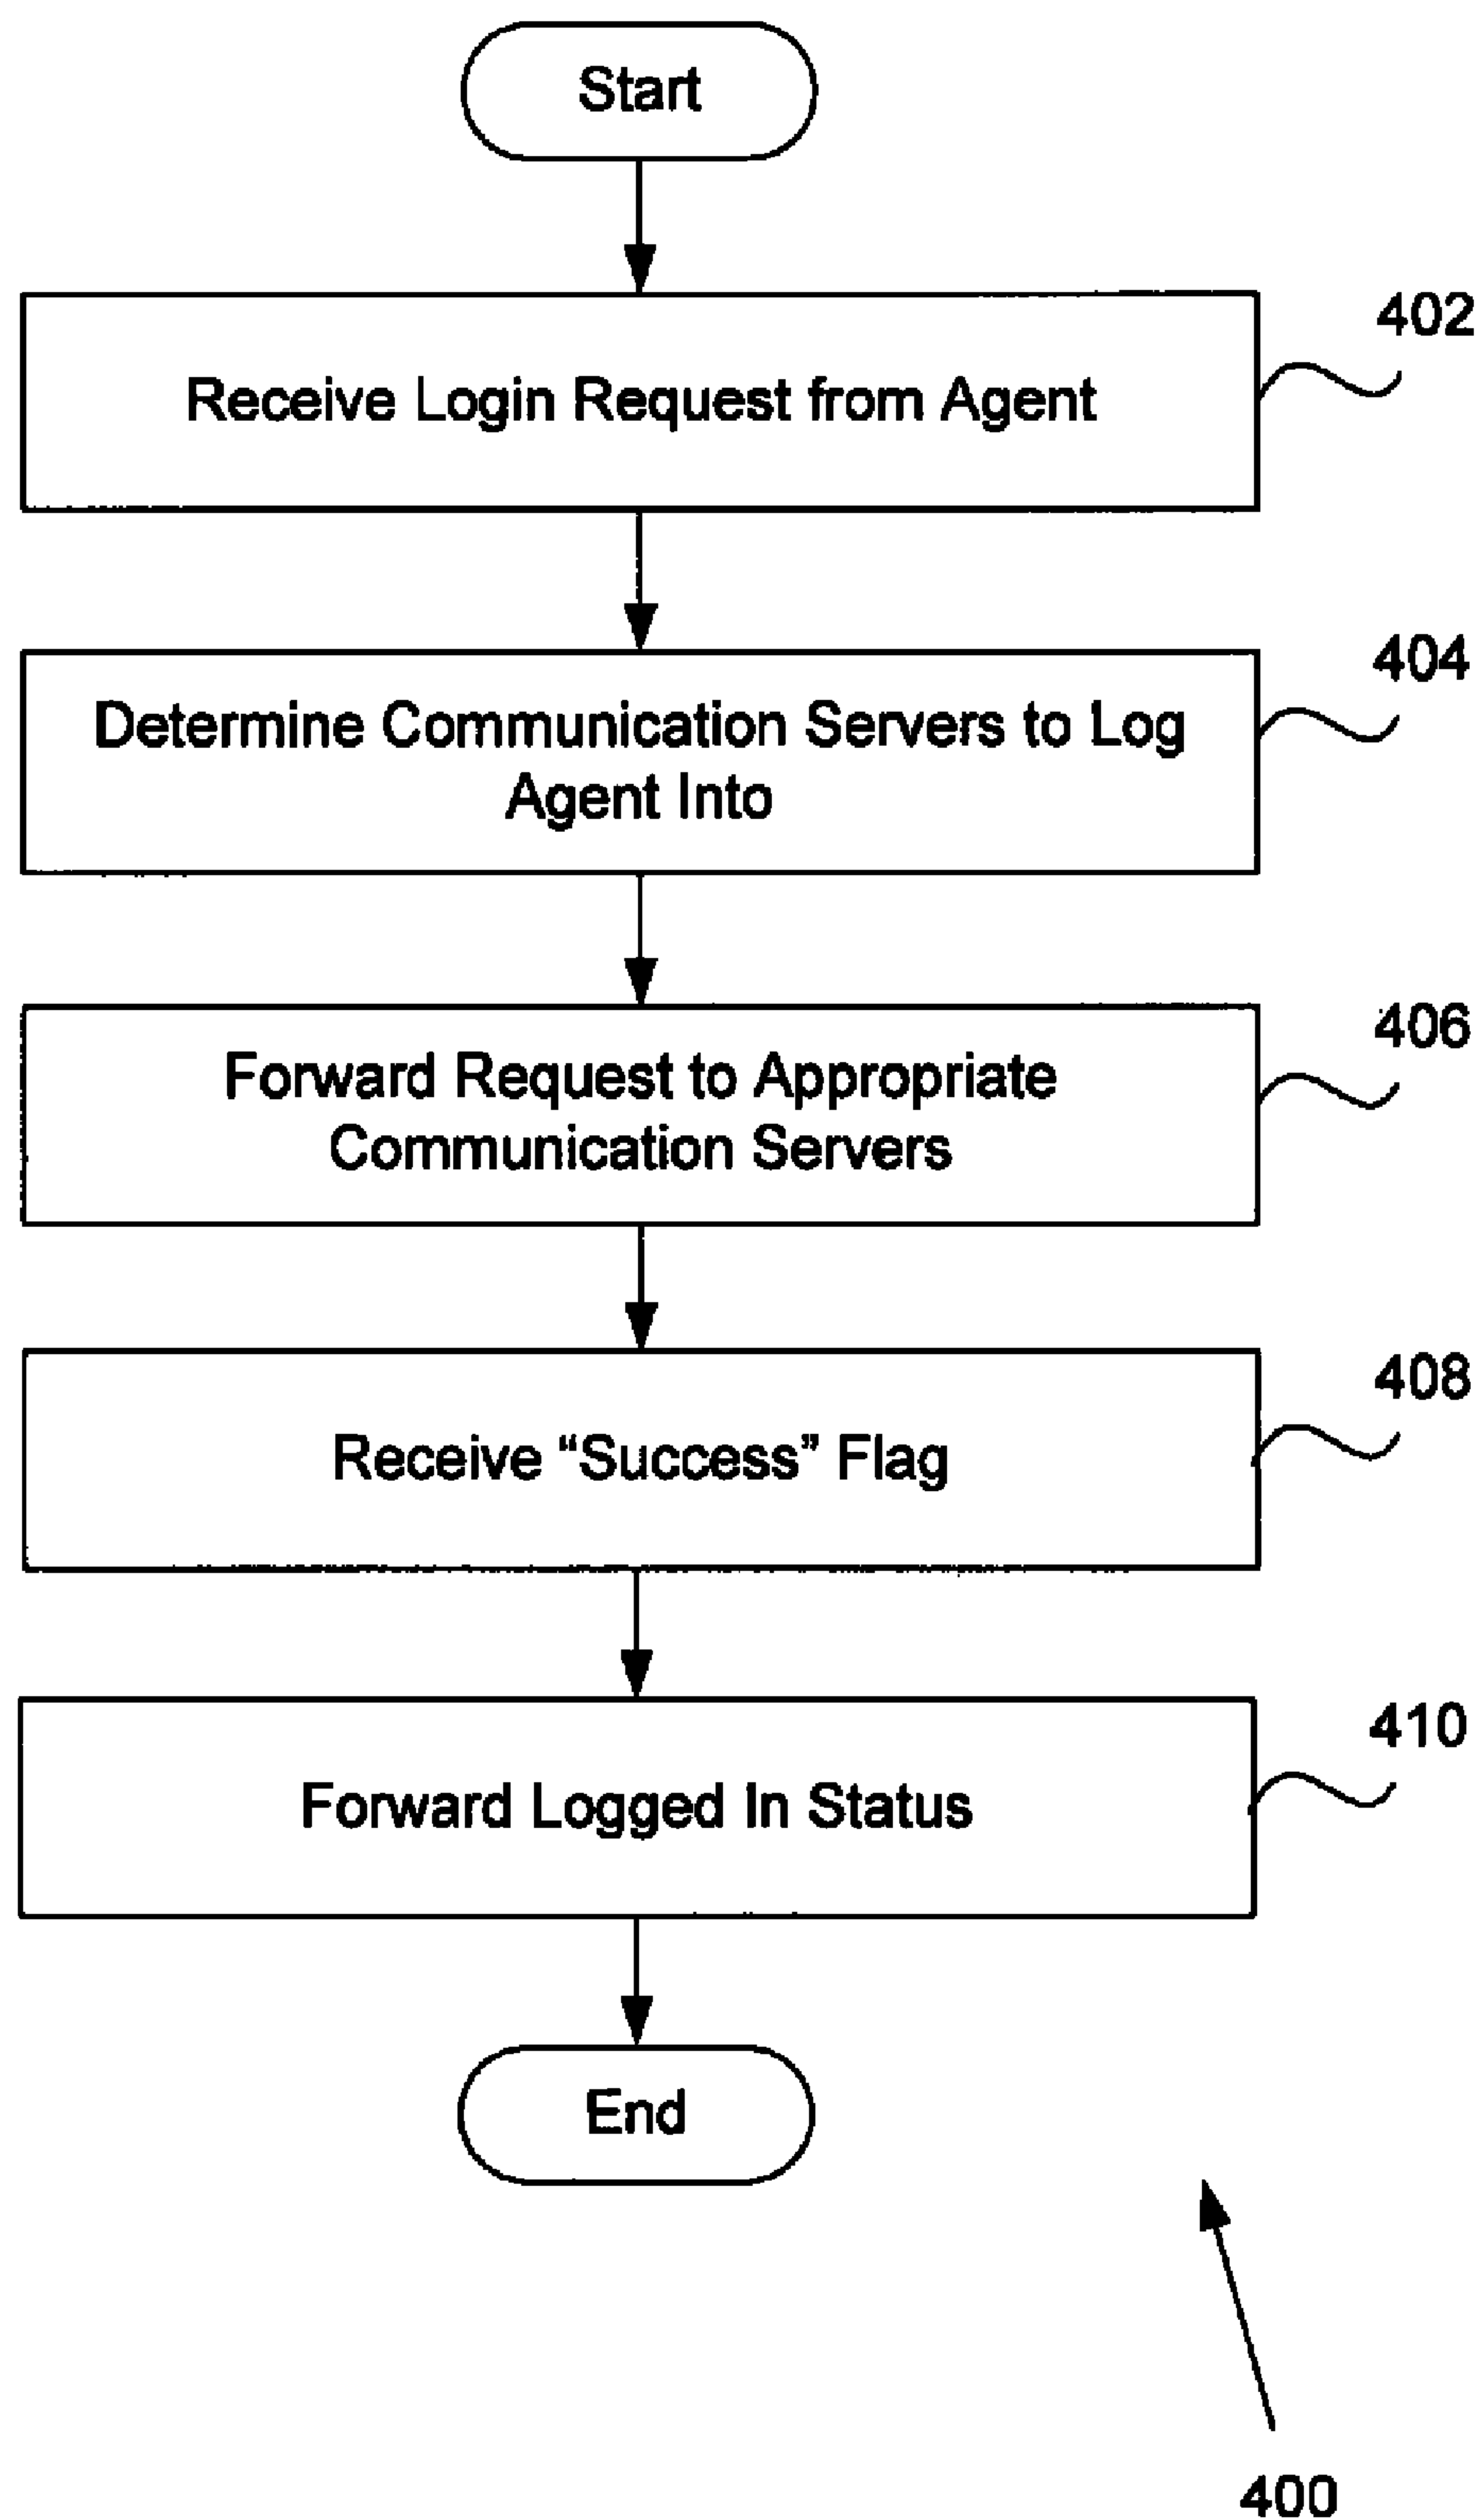 Start
402
Receive Login Request from Agent
404
Determine Communication Servers to Log
Agent Into
406
Forward Request to Appropriate
Communication Servers
408
Receive “Success” Flag
410
Forward Logged In Status
End
400